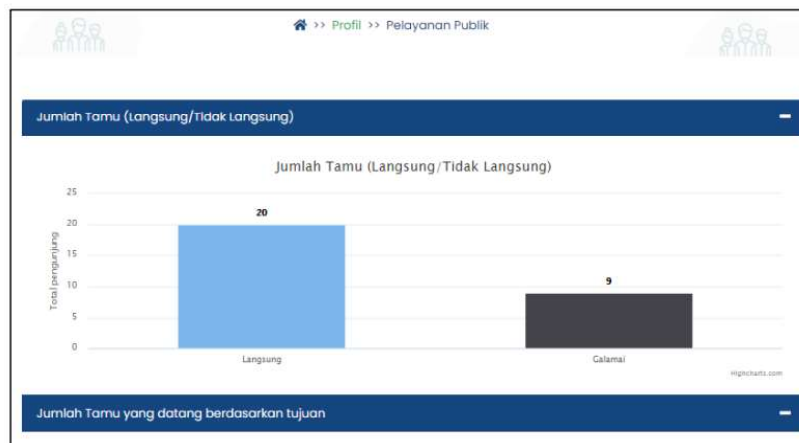 >> Profil >> Pelayanan Publik
Jumlah Tamu (Langsung/Tidak Langsung)
Jumlah Tamu (Langsung/Tidak Langsung)
25
20
15
10
5
0
Total pengunjung
20
9
Langsung
Galamai
Highcharts.com
Jumlah Tamu yang datang berdasarkan tujuan